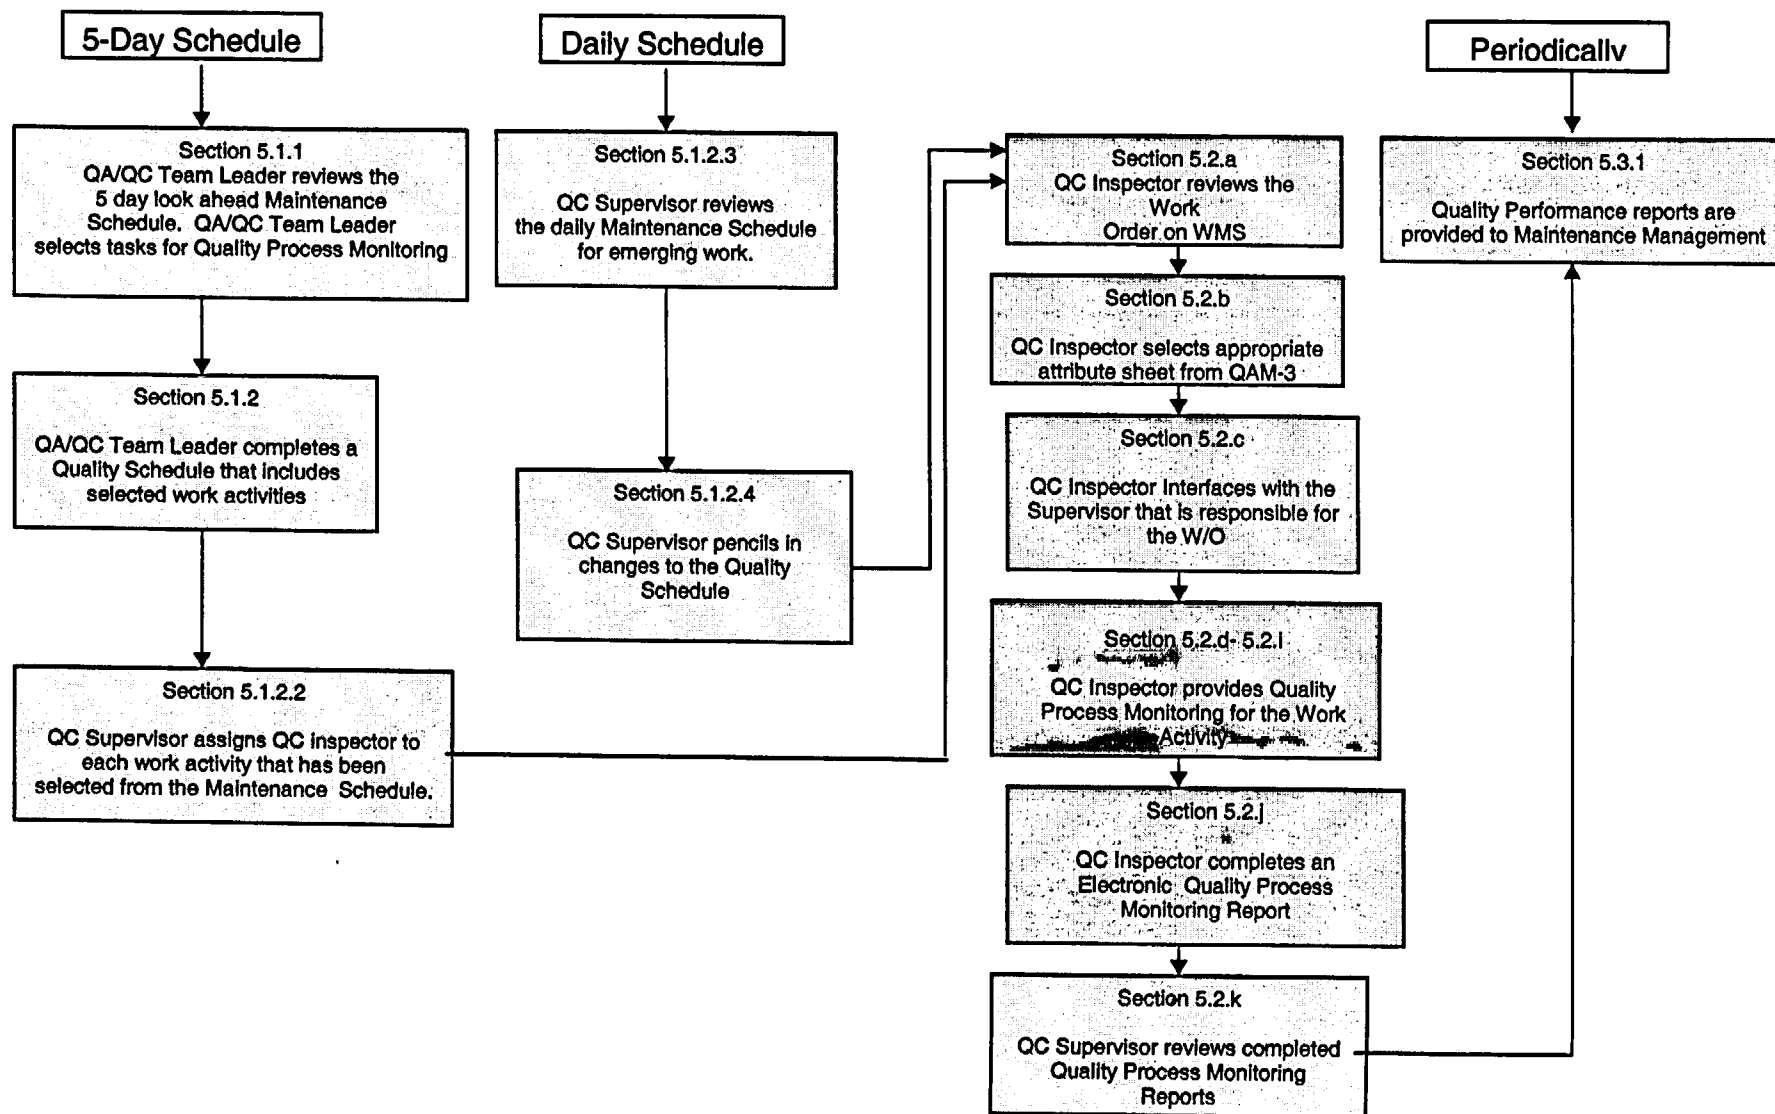 5-Day Schedule
Section 5.1.1
QA/QC Team Leader reviews the
5 day look ahead Maintenance
Schedule. QA/QC Team Leader
selects tasks for Quality Process Monitoring
Section 5.1.2
QA/QC Team Leader completes a
Quality Schedule that includes
selected work activities
Section 5.1.2.2
QC Supervisor assigns QC inspector to
each work activity that has been
selected from the Maintenance Schedule.
Daily Schedule
Section 5.1.2.3
QC Supervisor reviews
the daily Maintenance Schedule
for emerging work.
Section 5.1.2.4
QC Supervisor pencils in
changes to the Quality
Schedule
Section 5.2.a
QC Inspector reviews the
Work
Order on WMS
Section 5.2.b
QC Inspector selects appropriate
attribute sheet from QAM-3
Section 5.2.c
QC Inspector Interfaces with the
Supervisor that is responsible for
the W/O
Section 5.2.d- 5.2.i
QC Inspector provides Quality
Process Monitoring for the Work
Activity
Section 5.2.j
QC Inspector completes an
Electronic Quality Process
Monitoring Report
Section 5.2.k
QC Supervisor reviews completed
Quality Process Monitoring
Reports
Periodically
Section 5.3.1
Quality Performance reports are
provided to Maintenance Management